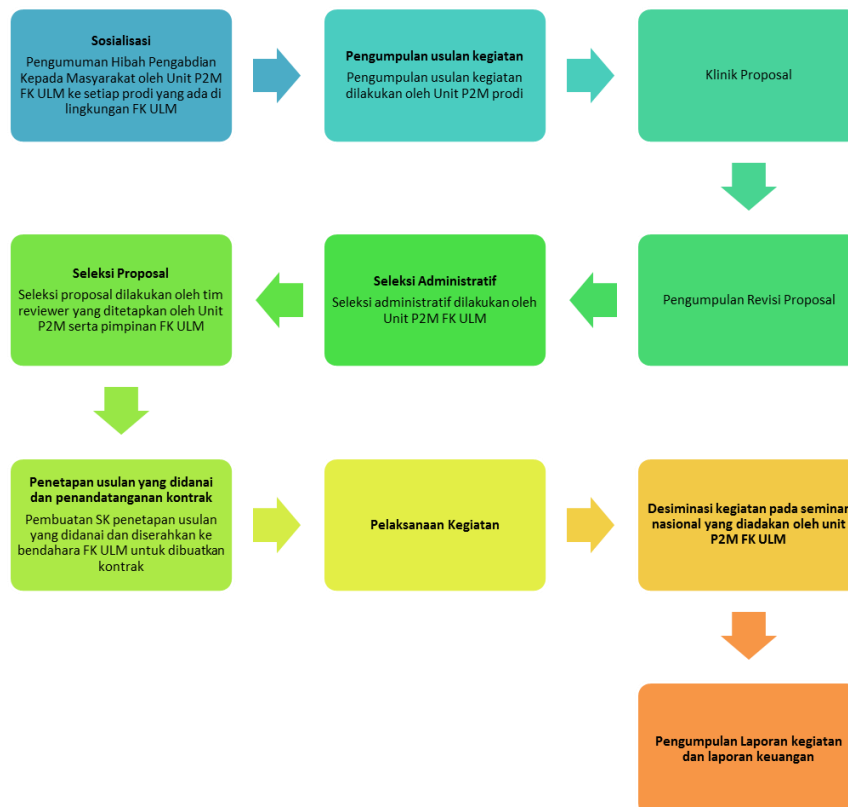 Sosialisasi
Pengumuman Hibah Pengabdian
Kepada Masyarakat oleh Unit P2M
FK ULM ke setiap prodi yang ada di
lingkungan FK ULM
Pengumpulan usulan kegiatan
Pengumpulan usulan kegiatan
dilakukan oleh Unit P2M prodi
Klinik Proposal
Pengumpulan Revisi Proposal
Seleksi Administratif
Seleksi administratif dilakukan oleh
Unit P2M FK ULM
Seleksi Proposal
Seleksi proposal dilakukan oleh tim
reviewer yang ditetapkan oleh Unit
P2M serta pimpinan FK ULM
Penetapan usulan yang didanai
dan penandatanganan kontrak
Pembuatan SK penetapan usulan
yang didanai dan diserahkan ke
bendahara FK ULM untuk dibuatkan
kontrak
Pelaksanaan Kegiatan
Desiminasi kegiatan pada seminar
nasional yang diadakan oleh unit
P2M FK ULM
Pengumpulan Laporan kegiatan
dan laporan keuangan